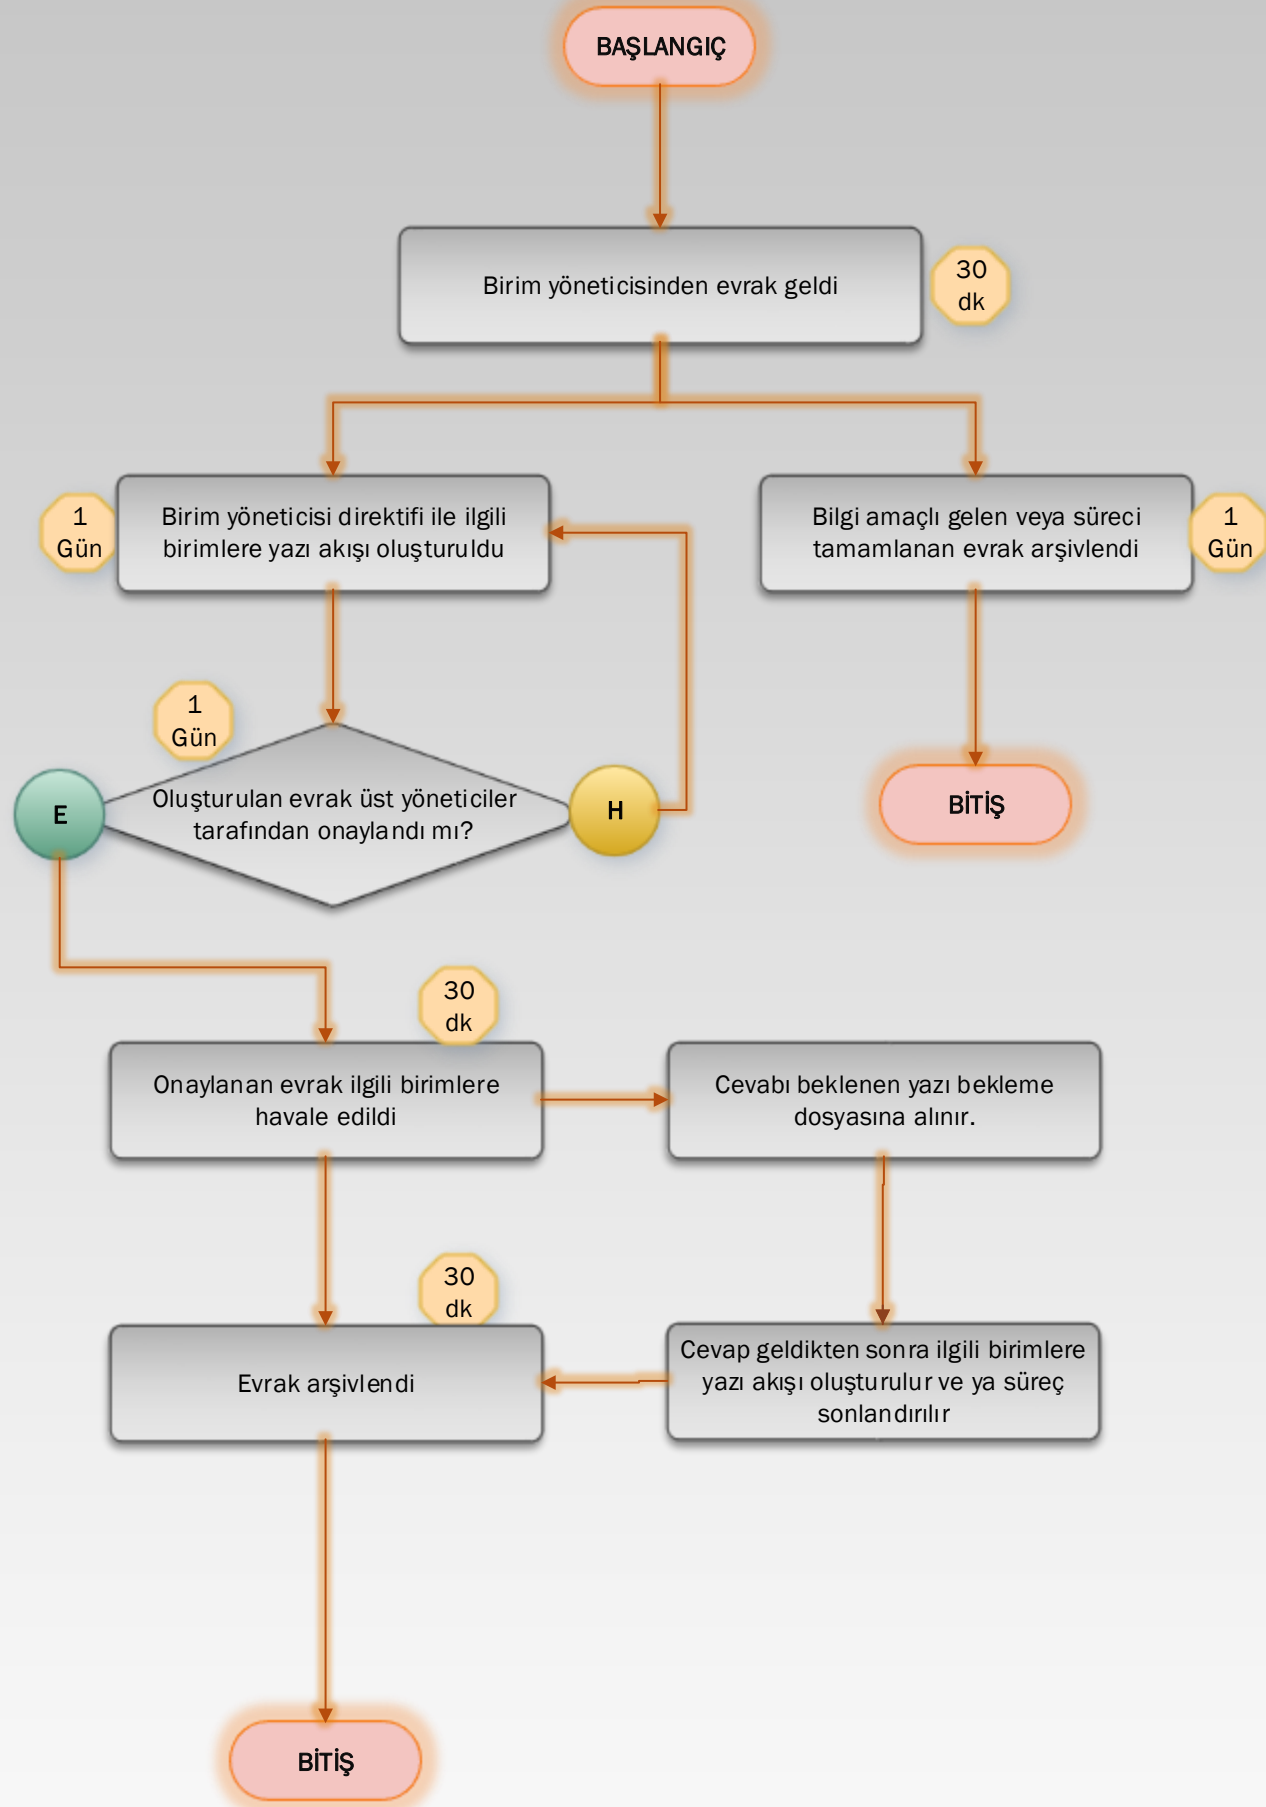 BAŞLANGIÇ
Birim yöneticisinden evrak geldi
30
dk
1
Gün
Birim yöneticisi direktifi ile ilgili
birimlere yazı akışı oluşturuldu
Bilgi amaçlı gelen veya süreci
tamamlanan evrak arşivlendi
1
Gün
1
Gün
E
Oluşturulan evrak üst yöneticiler
tarafından onaylandı mı?
H
BİTİŞ
30
dk
Onaylanan evrak ilgili birimlere
havale edildi
Cevabı beklenen yazı bekleme
dosyasına alınır.
30
dk
Evrak arşivlendi
Cevap geldikten sonra ilgili birimlere
yazı akışı oluşturulur ve ya süreç
sonlandırılır
BİTİŞ